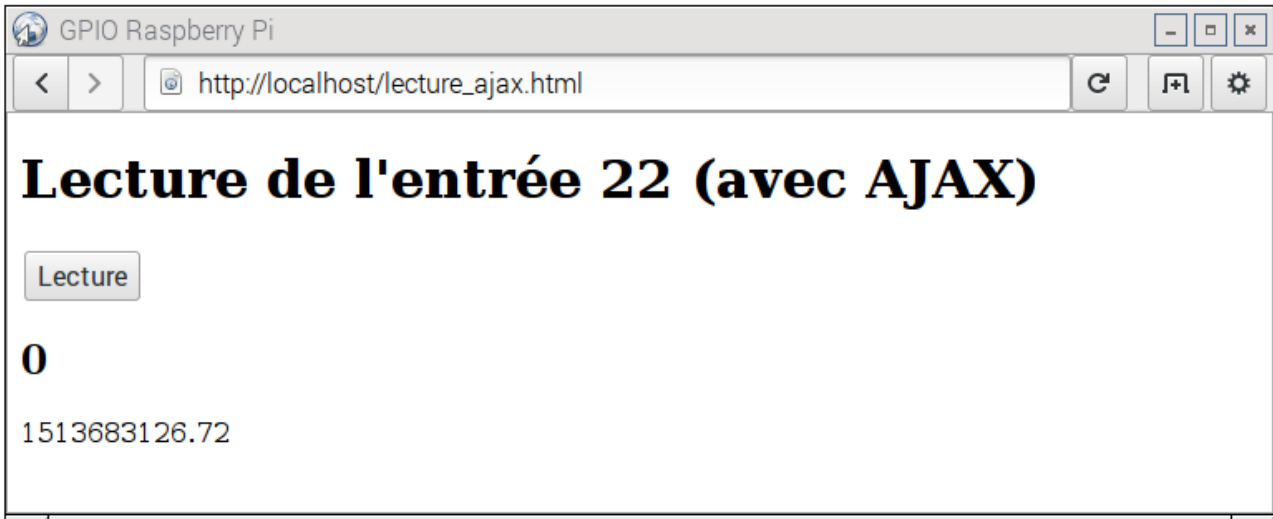 GPIO Raspberry Pi
http://localhost/lecture_ajax.html
Lecture de l'entrée 22 (avec AJAX)
Lecture
0
1513683126.72